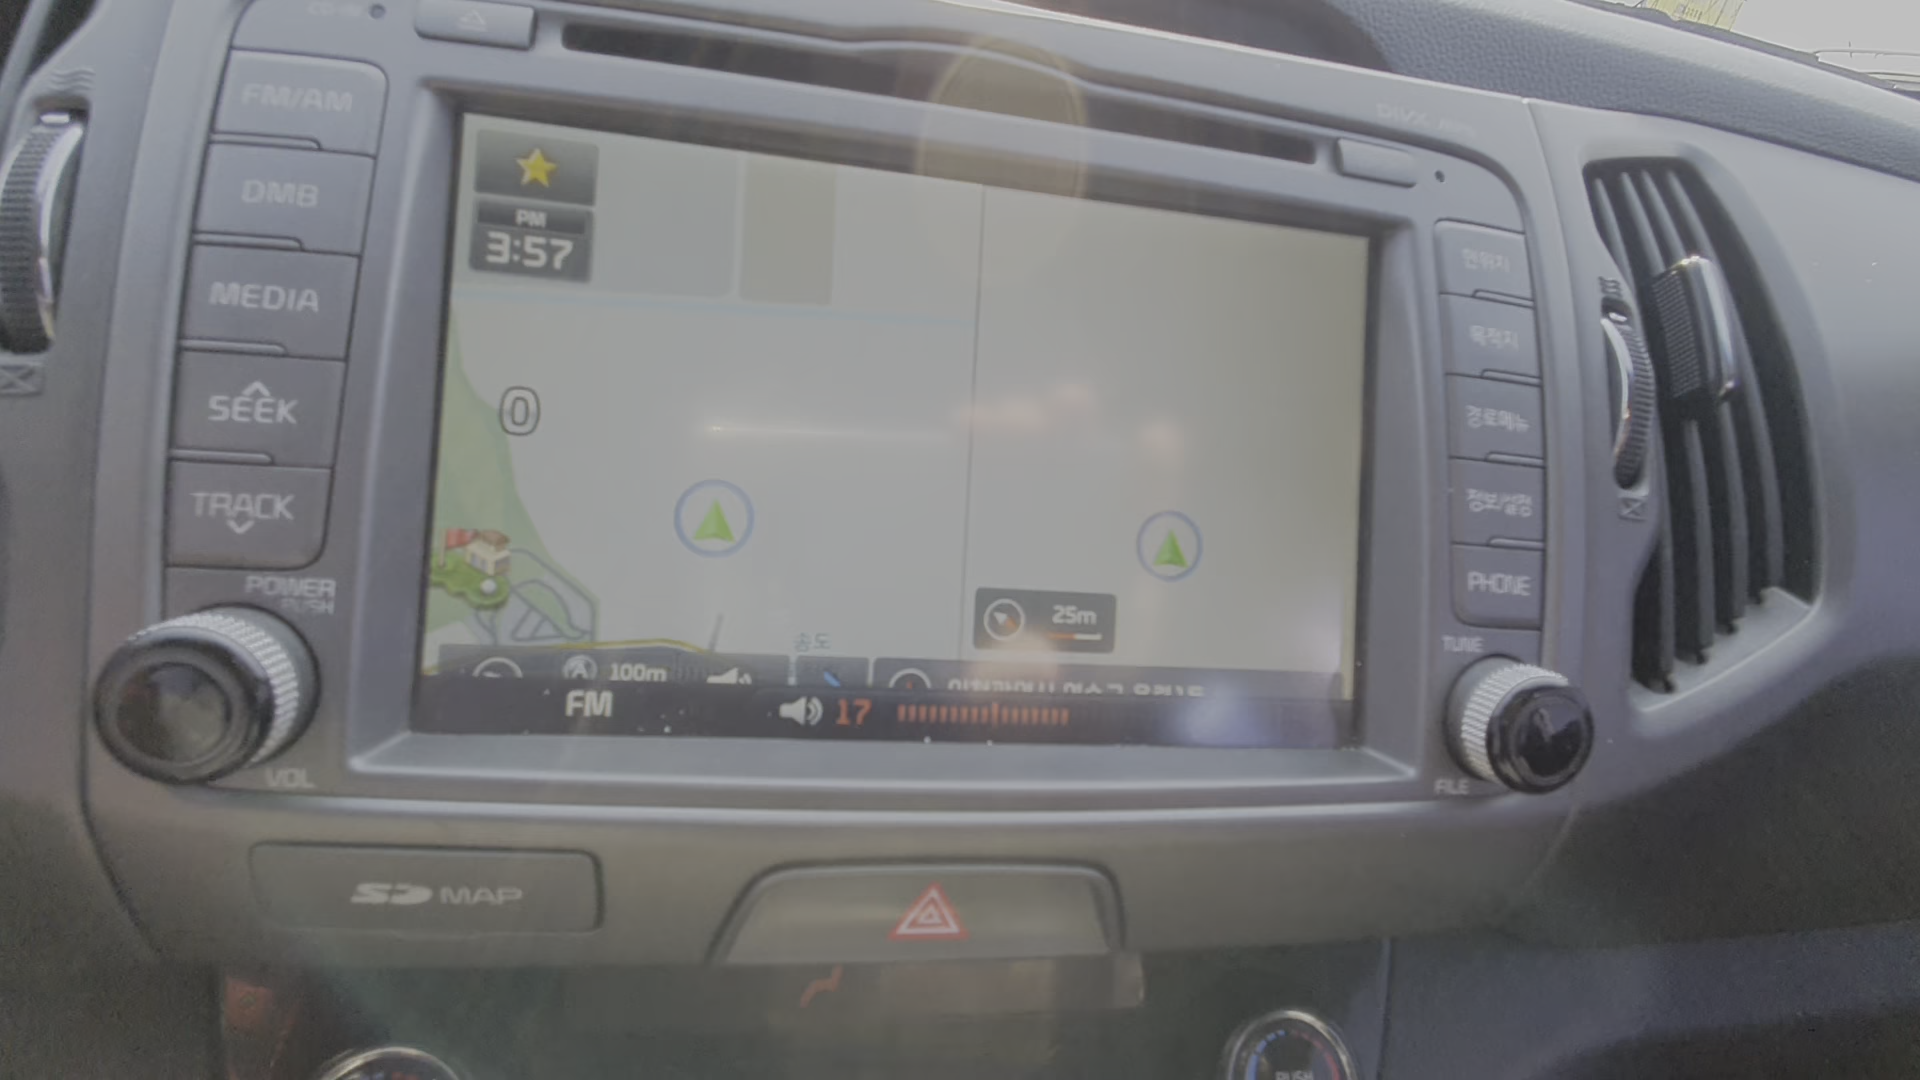 FM/AM
DMB
MEDIA
SEEK
TRACK
POWER
PUSH
VOL
PM
3:57
0
송도
25m
100m
FM
17
현위치
목적지
경로메뉴
정보/설정
PHONE
TUNE
FILE
SD MAP
PUSH